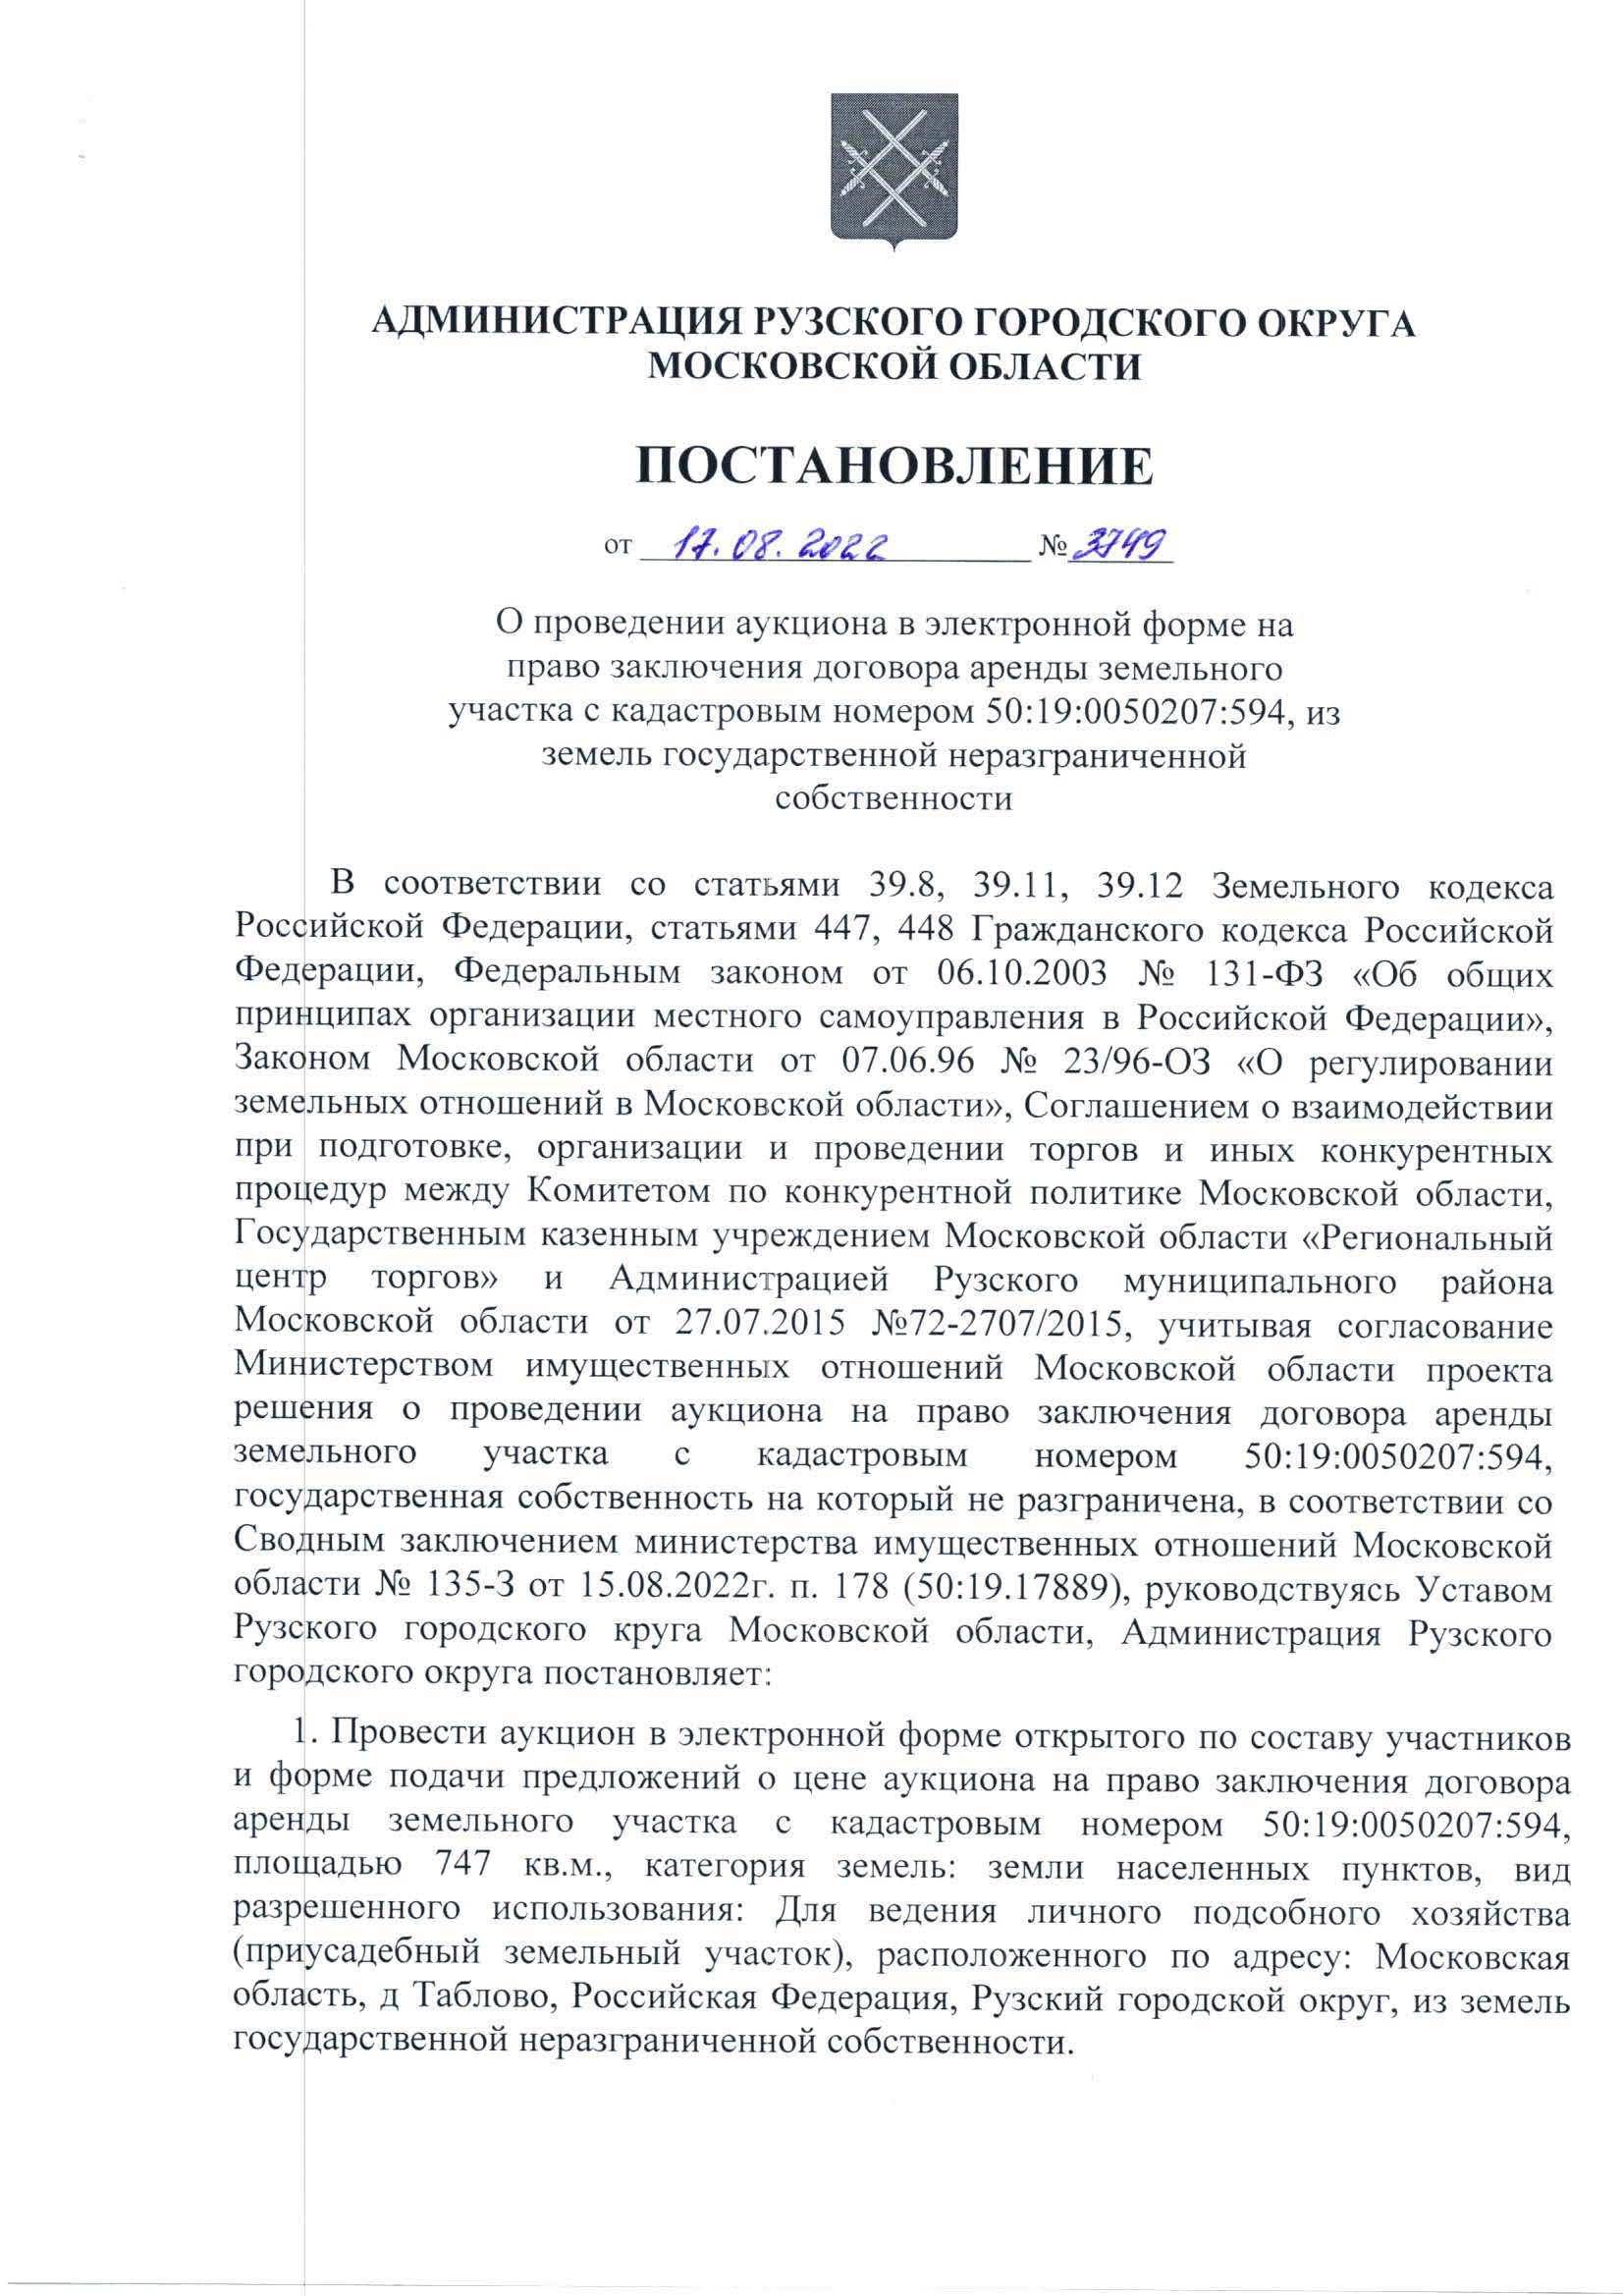 АДМИНИСТРАЦИЯ РУЗСКОГО ГОРОДСКОГО ОКРУГА
МОСКОВСКОЙ ОБЛАСТИ
ПОСТАНОВЛЕНИЕ
от 17.08.2022 № 3749
О проведении аукциона в электронной форме на
право заключения договора аренды земельного
участка с кадастровым номером 50:19:0050207:594, из
земель государственной неразграниченной
собственности
В соответствии со статьями 39.8, 39.11, 39.12 Земельного кодекса
Российской Федерации, статьями 447, 448 Гражданского кодекса Российской
Федерации, Федеральным законом от 06.10.2003 № 131-ФЗ «Об общих
принципах организации местного самоуправления в Российской Федерации»,
Законом Московской области от 07.06.96 № 23/96-ОЗ «О регулировании
земельных отношений в Московской области», Соглашением о взаимодействии
при подготовке, организации и проведении торгов и иных конкурентных
процедур между Комитетом по конкурентной политике Московской области,
Государственным казенным учреждением Московской области «Региональный
центр торгов» и Администрацией Рузского муниципального района
Московской области от 27.07.2015 №72-2707/2015, учитывая согласование
Министерством имущественных отношений Московской области проекта
решения о проведении аукциона на право заключения договора аренды
земельного участка с кадастровым номером 50:19:0050207:594,
государственная собственность на который не разграничена, в соответствии со
Сводным заключением министерства имущественных отношений Московской
области № 135-З от 15.08.2022г. п. 178 (50:19.17889), руководствуясь Уставом
Рузского городского круга Московской области, Администрация Рузского
городского округа постановляет:
1. Провести аукцион в электронной форме открытого по составу участников
и форме подачи предложений о цене аукциона на право заключения договора
аренды земельного участка с кадастровым номером 50:19:0050207:594,
площадью 747 кв.м., категория земель: земли населенных пунктов, вид
разрешенного использования: Для ведения личного подсобного хозяйства
(приусадебный земельный участок), расположенного по адресу: Московская
область, д Таблово, Российская Федерация, Рузский городской округ, из земель
государственной неразграниченной собственности.